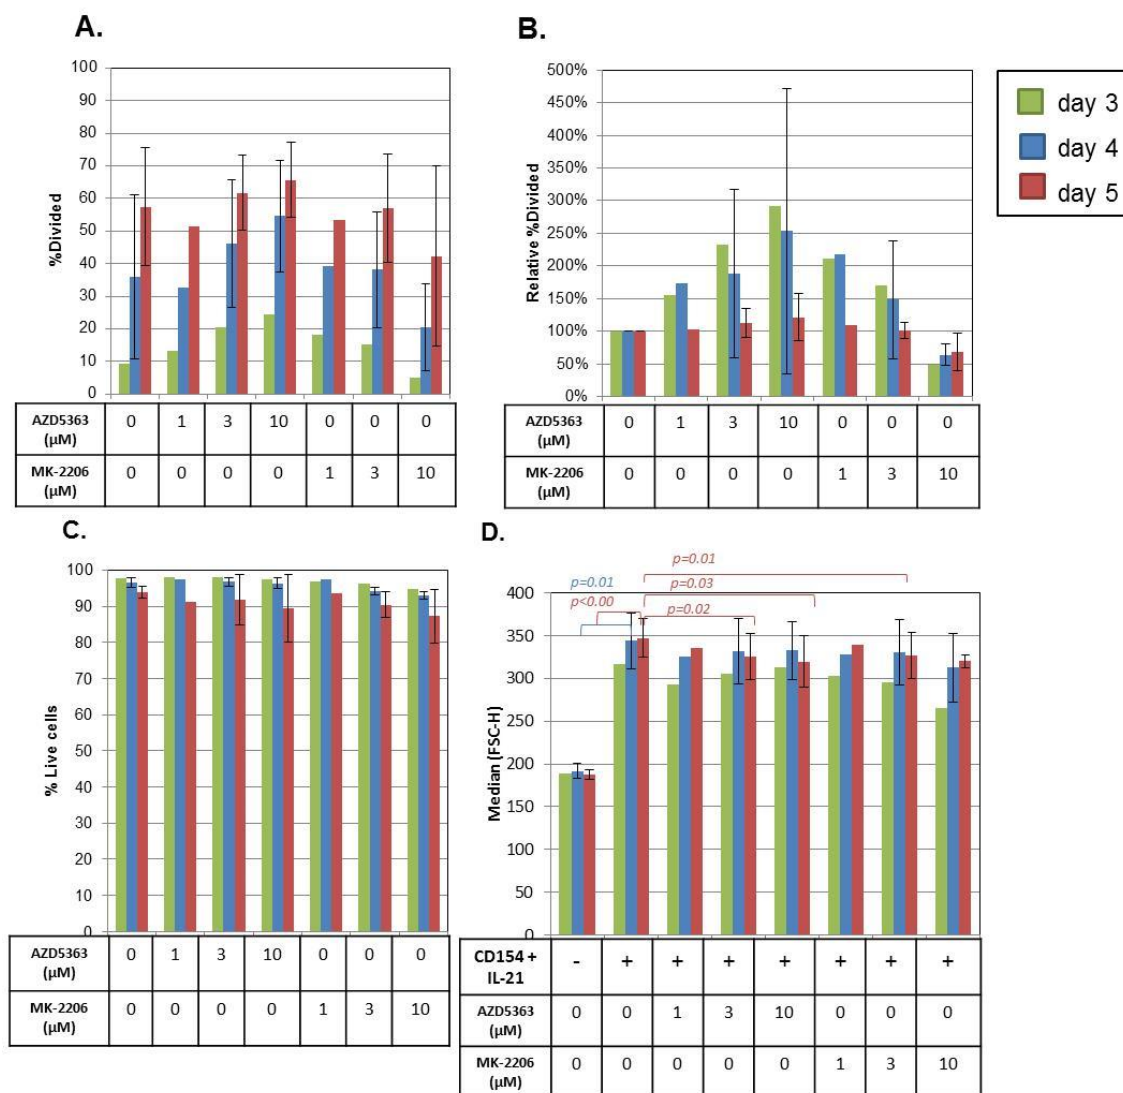 A.
100
90
80
70
60
50
40
30
20
10
0
%Divided
AZD5363 (µM) 0 1 3 10 0 0 0
MK-2206 (µM) 0 0 0 0 1 3 10
B.
500%
450%
400%
350%
300%
250%
200%
150%
100%
50%
0%
Relative %Divided
AZD5363 (µM) 0 1 3 10 0 0 0
MK-2206 (µM) 0 0 0 0 1 3 10
day 3
day 4
day 5
C.
100
90
80
70
60
50
40
30
20
10
0
% Live cells
AZD5363 (µM) 0 1 3 10 0 0 0
MK-2206 (µM) 0 0 0 0 1 3 10
D.
p=0.01
p=0.01
p=0.03
p<0.00
p=0.02
400
350
300
250
200
150
100
50
0
Median (FSC-H)
CD154 + IL-21 - + + + + + + +
AZD5363 (µM) 0 0 1 3 10 0 0 0
MK-2206 (µM) 0 0 0 0 0 1 3 10